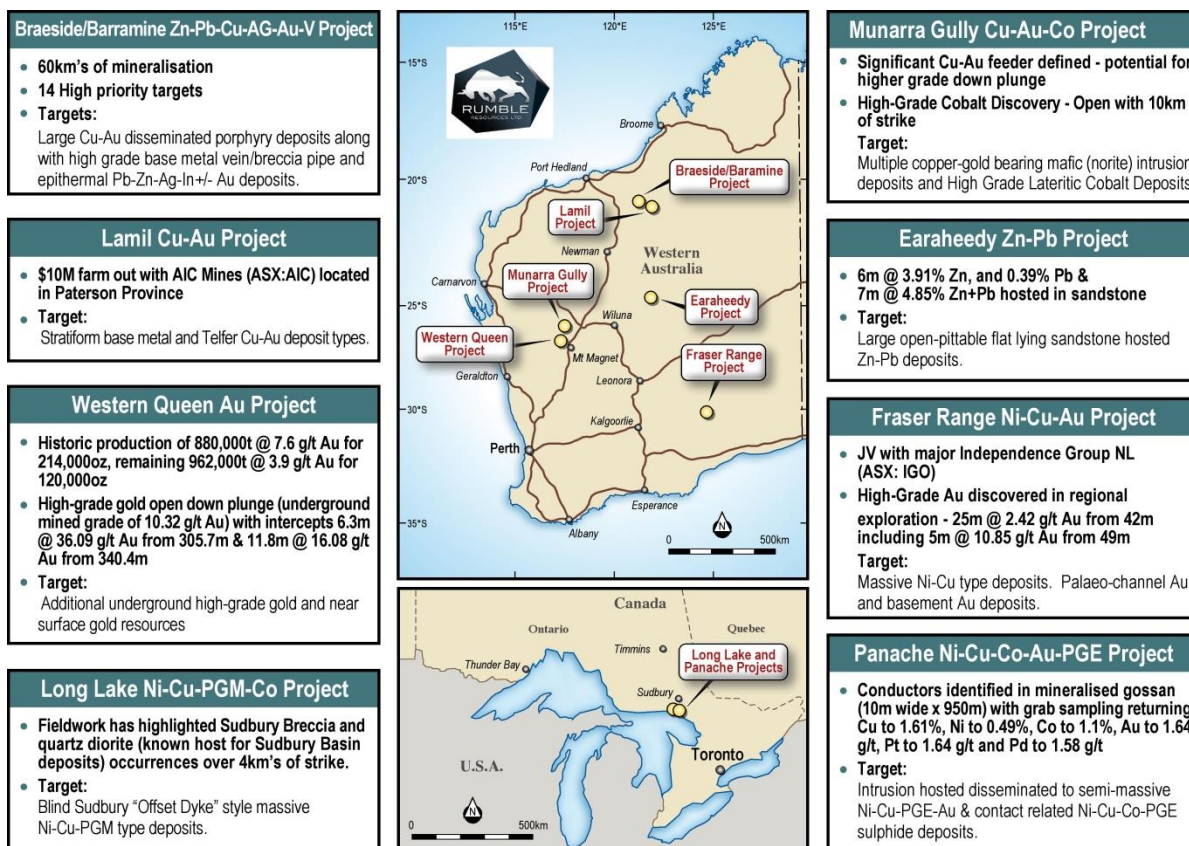 Braeside/Barramine Zn-Pb-Cu-AG-Au-V Project
• 60km's of mineralisation
• 14 High priority targets
• Targets:
Large Cu-Au disseminated porphyry deposits along
with high grade base metal vein/breccia pipe and
epithermal Pb-Zn-Ag-In+/- Au deposits.
Lamil Cu-Au Project
• $10M farm out with AIC Mines (ASX:AIC) located
in Paterson Province
• Target:
Stratiform base metal and Telfer Cu-Au deposit types.
Western Queen Au Project
• Historic production of 880,000t @ 7.6 g/t Au for
214,000oz, remaining 962,000t @ 3.9 g/t Au for
120,000oz
• High-grade gold open down plunge (underground
mined grade of 10.32 g/t Au) with intercepts 6.3m
@ 36.09 g/t Au from 305.7m & 11.8m @ 16.08 g/t
Au from 340.4m
• Target:
Additional underground high-grade gold and near
surface gold resources
Long Lake Ni-Cu-PGM-Co Project
• Fieldwork has highlighted Sudbury Breccia and
quartz diorite (known host for Sudbury Basin
deposits) occurrences over 4km's of strike.
• Target:
Blind Sudbury "Offset Dyke" style massive
Ni-Cu-PGM type deposits.
115°E
120°E
125°E
15°S
RUMBLE
RESOURCES LTD
Broome
Port Hedland
20°S
Braeside/Baramine
Project
Lamil
Project
Newman
Western
Australia
Munarra Gully
Project
Carnarvon
25°S
Earaheedy
Project
Wiluna
Western Queen
Project
Mt Magnet
Fraser Range
Project
Geraldton
Leonora
30°S
Kalgoorlie
Perth
Esperance
N
35°S
Albany
0
500km
Canada
Ontario
Quebec
Timmins
Long Lake and
Panache Projects
Thunder Bay
Sudbury
Toronto
U.S.A.
N
0
500km
Munarra Gully Cu-Au-Co Project
• Significant Cu-Au feeder defined - potential for
higher grade down plunge
• High-Grade Cobalt Discovery - Open with 10km
of strike
Target:
Multiple copper-gold bearing mafic (norite) intrusion
deposits and High Grade Lateritic Cobalt Deposits
Earaheedy Zn-Pb Project
• 6m @ 3.91% Zn, and 0.39% Pb &
7m @ 4.85% Zn+Pb hosted in sandstone
• Target:
Large open-pittable flat lying sandstone hosted
Zn-Pb deposits.
Fraser Range Ni-Cu-Au Project
• JV with major Independence Group NL
(ASX: IGO)
• High-Grade Au discovered in regional
exploration - 25m @ 2.42 g/t Au from 42m
including 5m @ 10.85 g/t Au from 49m
Target:
Massive Ni-Cu type deposits. Palaeo-channel Au
and basement Au deposits.
Panache Ni-Cu-Co-Au-PGE Project
• Conductors identified in mineralised gossan
(10m wide x 950m) with grab sampling returning
Cu to 1.61%, Ni to 0.49%, Co to 1.1%, Au to 1.64
g/t, Pt to 1.64 g/t and Pd to 1.58 g/t
• Target:
Intrusion hosted disseminated to semi-massive
Ni-Cu-PGE-Au & contact related Ni-Cu-Co-PGE
sulphide deposits.